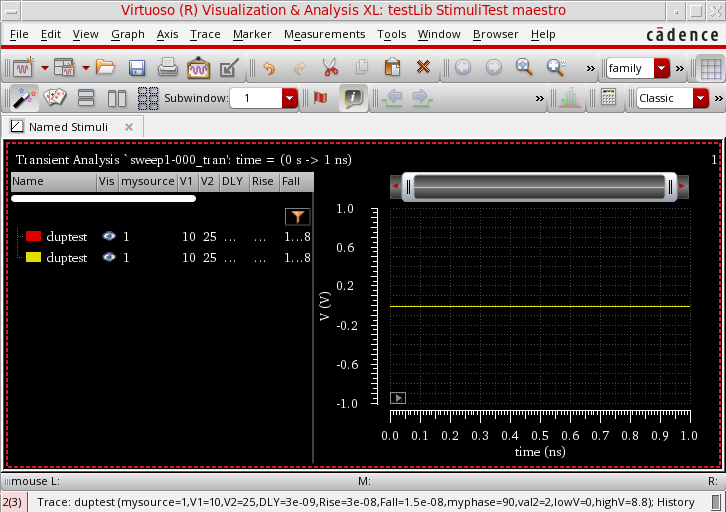 Virtuoso (R) Visualization & Analysis XL: testLib StimuliTest maestro
File Edit View Graph Axis Trace Marker Measurements Tools Window Browser Help
cādence
» » family
Subwindow: 1 » » Classic
Named Stimuli
Transient Analysis `sweep1-000_tran': time = (0 s -> 1 ns) 1
Name Vis mysource V1 V2 DLY Rise Fall
duptest 1 10 25 ... ... 1...8
duptest 1 10 25 ... ... 1...8
1.0
0.6
0.2
-0.2
-0.6
-1.0
V (V)
0.0 0.1 0.2 0.3 0.4 0.5 0.6 0.7 0.8 0.9 1.0
time (ns)
mouse L: M: R:
2(3) Trace: duptest (mysource=1,V1=10,V2=25,DLY=3e-09,Rise=3e-08,Fall=1.5e-08,myphase=90,val2=2,lowV=0,highV=8.8); History